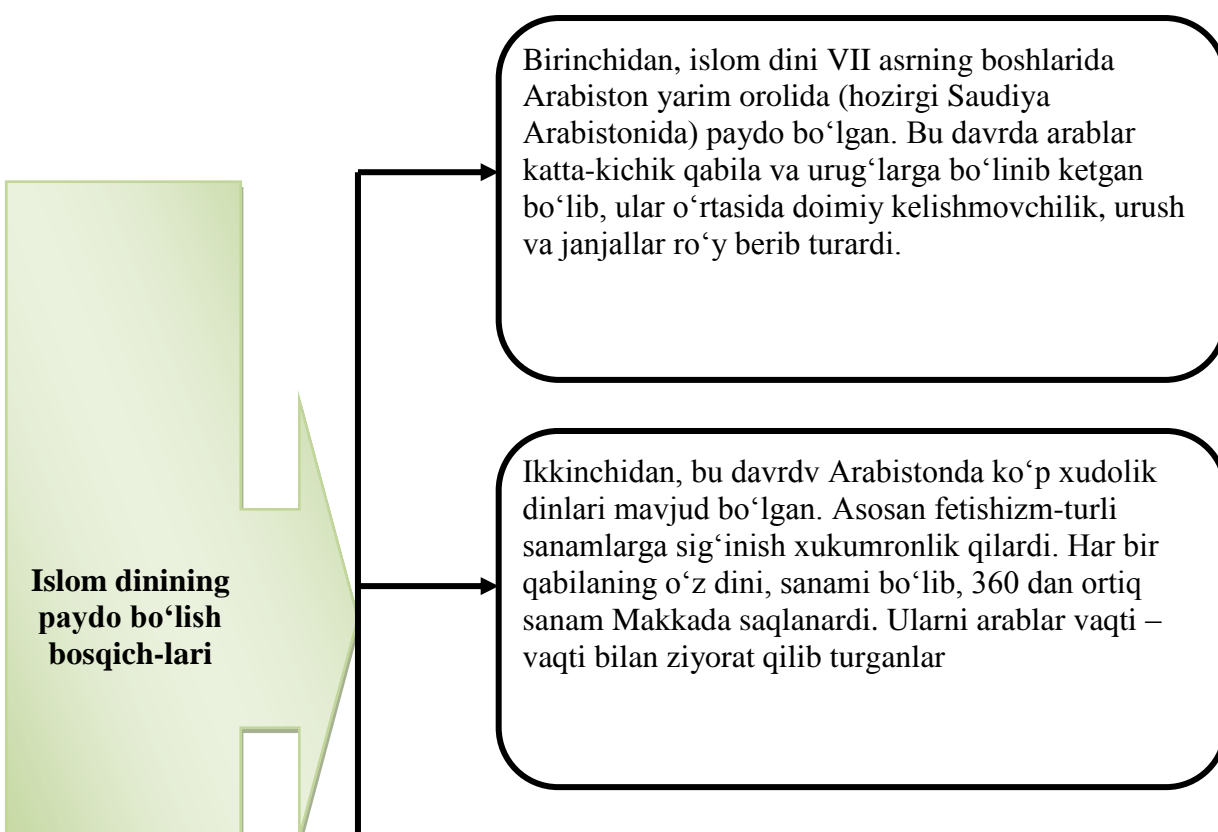 Birinchidan, islom dini VII asrning boshlarida
Arabiston yarim orolida (hozirgi Saudiya
Arabistonida) paydo bo‘lgan. Bu davrda arablar
katta-kichik qabila va urug‘larga bo‘linib ketgan
bo‘lib, ular o‘rtasida doimiy kelishmovchilik, urush
va janjallar ro‘y berib turardi.
Ikkinchidan, bu davrdv Arabistonda ko‘p xudolik
dinlari mavjud bo‘lgan. Asosan fetishizm-turli
sanamlarga sig‘inish xukumronlik qilardi. Har bir
qabilaning o‘z dini, sanami bo‘lib, 360 dan ortiq
sanam Makkada saqlanardi. Ularni arablar vaqti –
vaqti bilan ziyorat qilib turganlar
Islom dinining
paydo bo‘lish
bosqich-lari